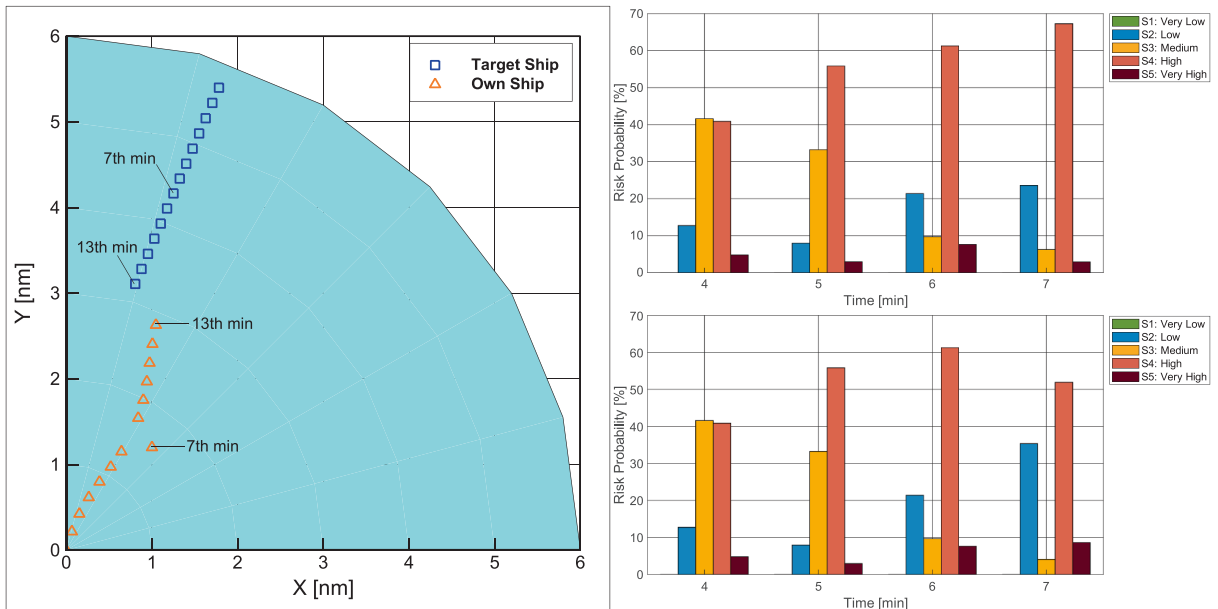 6
5
4
3
2
1
0
Y [nm]
0
1
2
3
4
5
6
X [nm]
Target Ship
Own Ship
7th min
13th min
13th min
7th min
70
60
50
40
30
20
10
0
Risk Probability [%]
4
5
6
7
Time [min]
S1: Very Low
S2: Low
S3: Medium
S4: High
S5: Very High
70
60
50
40
30
20
10
0
Risk Probability [%]
4
5
6
7
Time [min]
S1: Very Low
S2: Low
S3: Medium
S4: High
S5: Very High